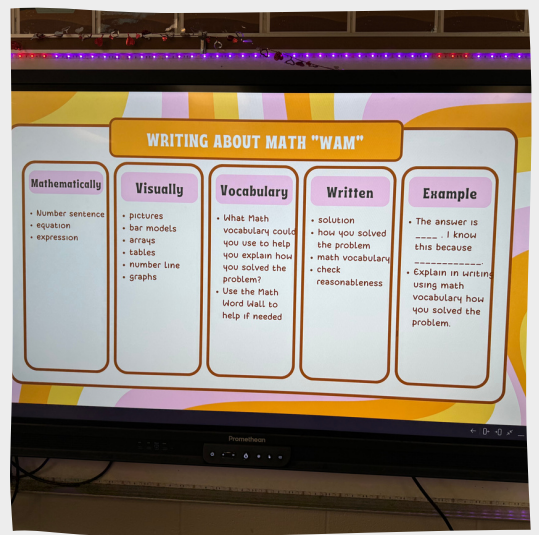 WRITING ABOUT MATH "WAM"
Mathematically
• Number sentence
• equation
• expression
Visually
• pictures
• bar models
• arrays
• tables
• number line
• graphs
Vocabulary
• What Math
vocabulary could
you use to help
you explain how
you solved the
problem?
• Use the Math
Word Wall to
help if needed
Written
• solution
• how you solved
the problem
• math vocabulary
• check
reasonableness
Example
• The answer is
____ . I know
this because
____________.
• Explain in writing
using math
vocabulary how
you solved the
problem.
Promethean